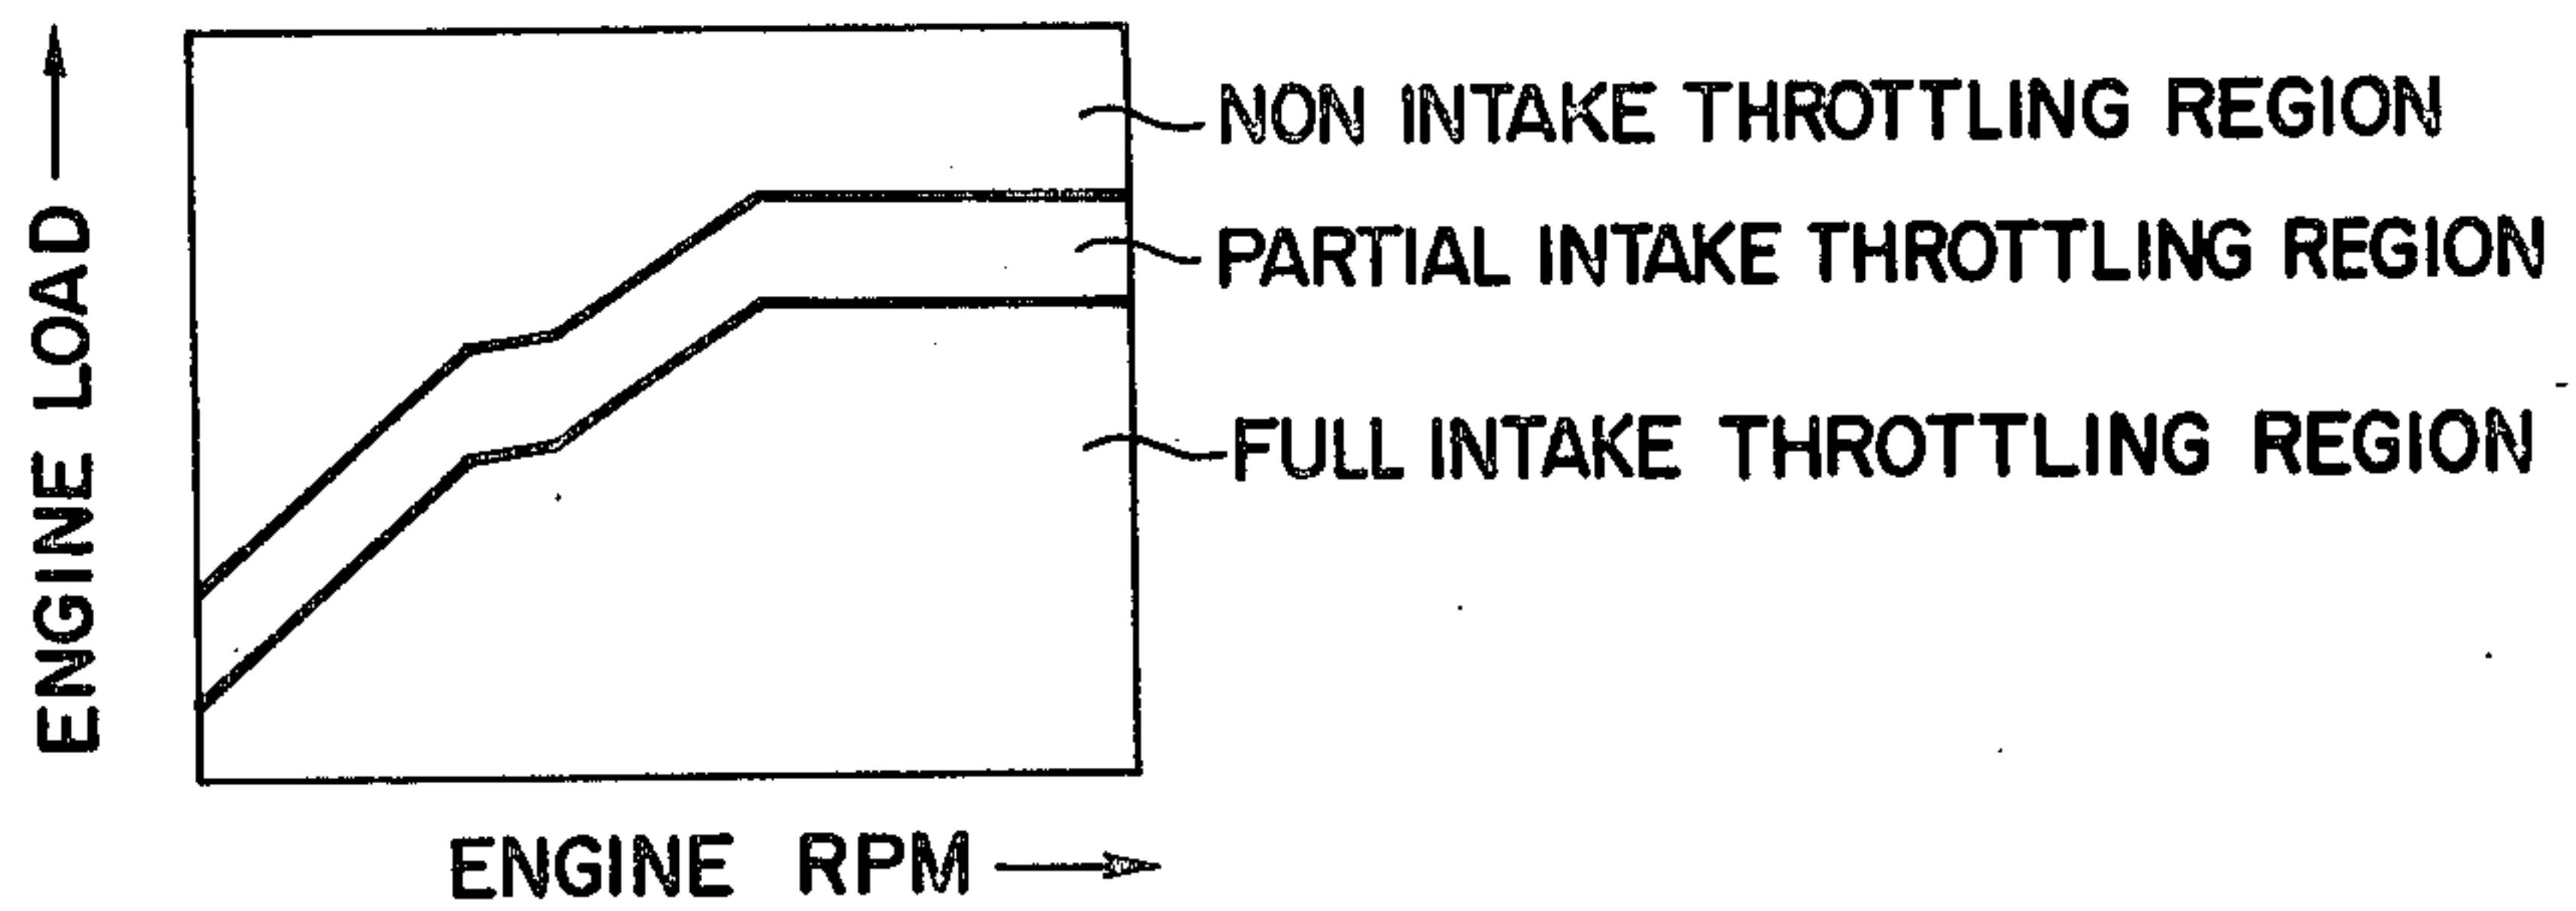 ENGINE LOAD
NON INTAKE THROTTLING REGION
PARTIAL INTAKE THROTTLING REGION
FULL INTAKE THROTTLING REGION
ENGINE RPM